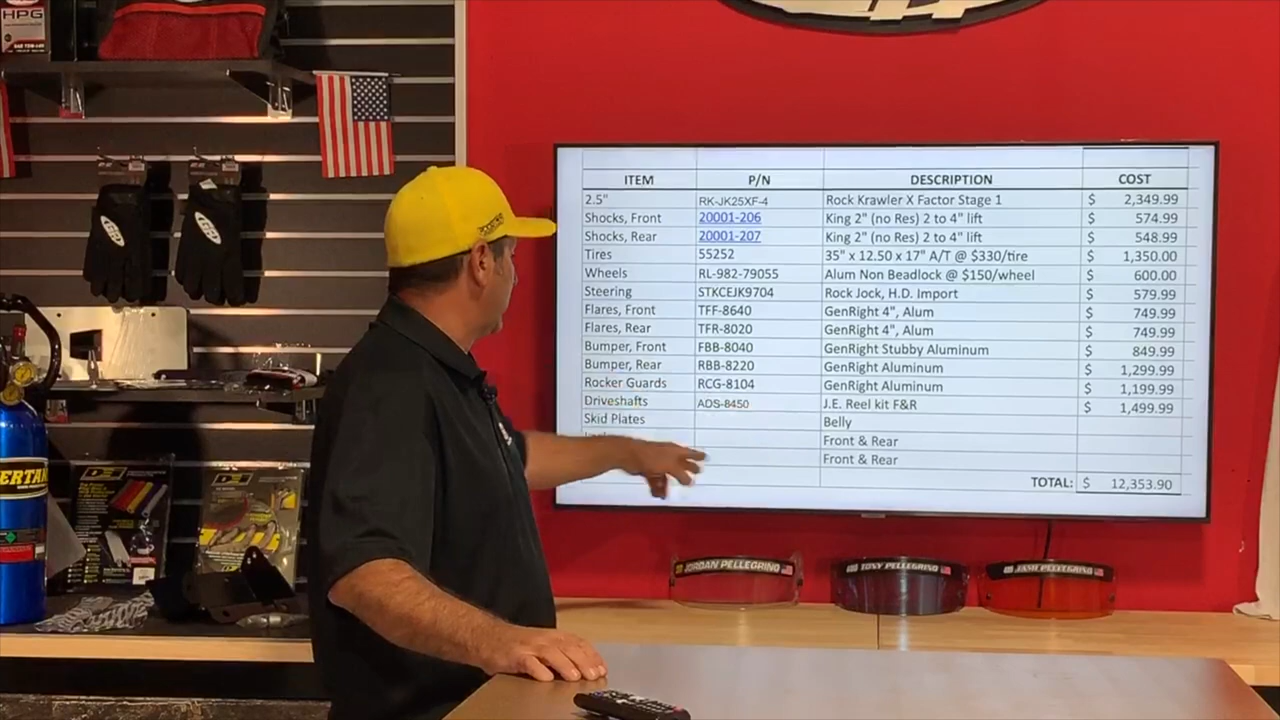 HPG
ITEM P/N DESCRIPTION COST
2.5" RK-JK25XF-4 Rock Krawler X Factor Stage 1 $ 2,349.99
Shocks, Front 20001-206 King 2" (no Res) 2 to 4" lift $ 574.99
Shocks, Rear 20001-207 King 2" (no Res) 2 to 4" lift $ 548.99
Tires 55252 35" x 12.50 x 17" A/T @ $330/tire $ 1,350.00
Wheels RL-982-79055 Alum Non Beadlock @ $150/wheel $ 600.00
Steering STKCEJK9704 Rock Jock, H.D. Import $ 579.99
Flares, Front TFF-8640 GenRight 4", Alum $ 749.99
Flares, Rear TFR-8020 GenRight 4", Alum $ 749.99
Bumper, Front FBB-8040 GenRight Stubby Aluminum $ 849.99
Bumper, Rear RBB-8220 GenRight Aluminum $ 1,299.99
Rocker Guards RCG-8104 GenRight Aluminum $ 1,199.99
Driveshafts ADS-8450 J.E. Reel kit F&R $ 1,499.99
Skid Plates Belly
Front & Rear
Front & Rear
TOTAL: $ 12,353.90
JORDAN PELLEGRINO
TONY PELLEGRINO
JASH PELLEGRINO